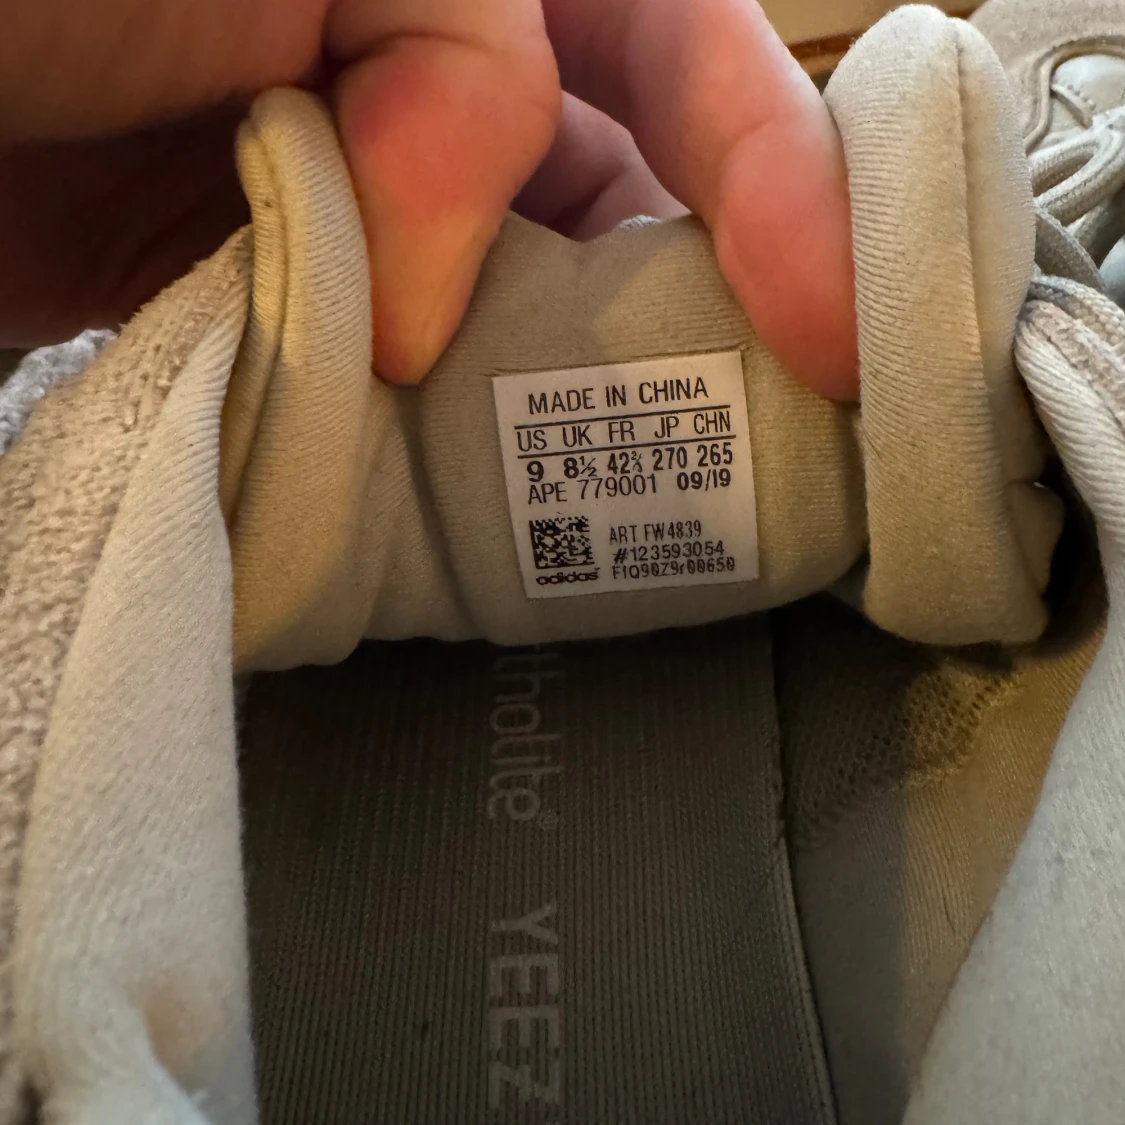 MADE IN CHINA
US UK FR JP CHN
9 8½ 42⅔ 270 265
APE 779001 09/19
ART FW4839
#123593054
F1Q90Z9r00650
adidas
tholite®
YEEZ